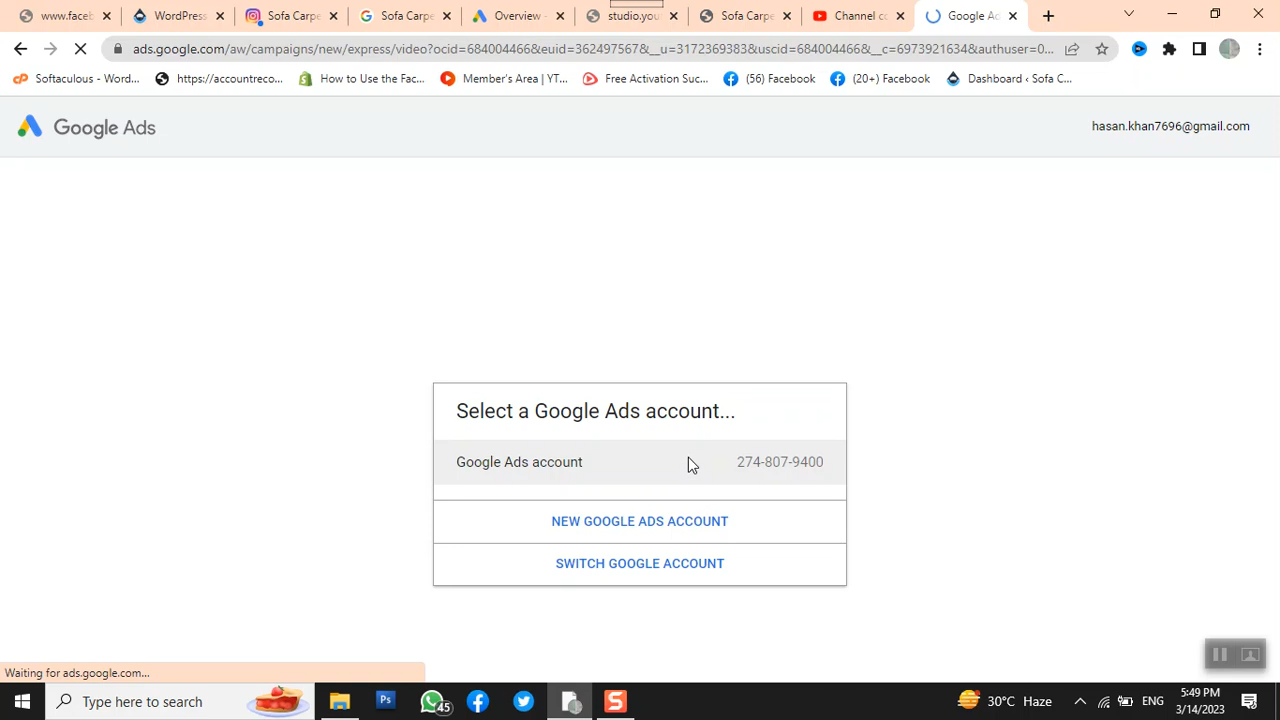 www.faceb
WordPress
Sofa Carpe
Sofa Carpe
Overview -
studio.you
Sofa Carpe
Channel co
Google Ad
ads.google.com/aw/campaigns/new/express/video?osid=684004466&euid=362497567&__u=3172369383&uscid=684004466&__c=6973921634&authuser=0...
Softaculous - Word...
https://accountreco...
How to Use the Fac...
Member's Area | YT...
Free Activation Suc...
(56) Facebook
(20+) Facebook
Dashboard ‹ Sofa C...
Google Ads
hasan.khan7696@gmail.com
Select a Google Ads account...
Google Ads account 274-807-9400
NEW GOOGLE ADS ACCOUNT
SWITCH GOOGLE ACCOUNT
Waiting for ads.google.com...
Type here to search
Ps
45
S
30°C Haze
ENG
5:49 PM
3/14/2023